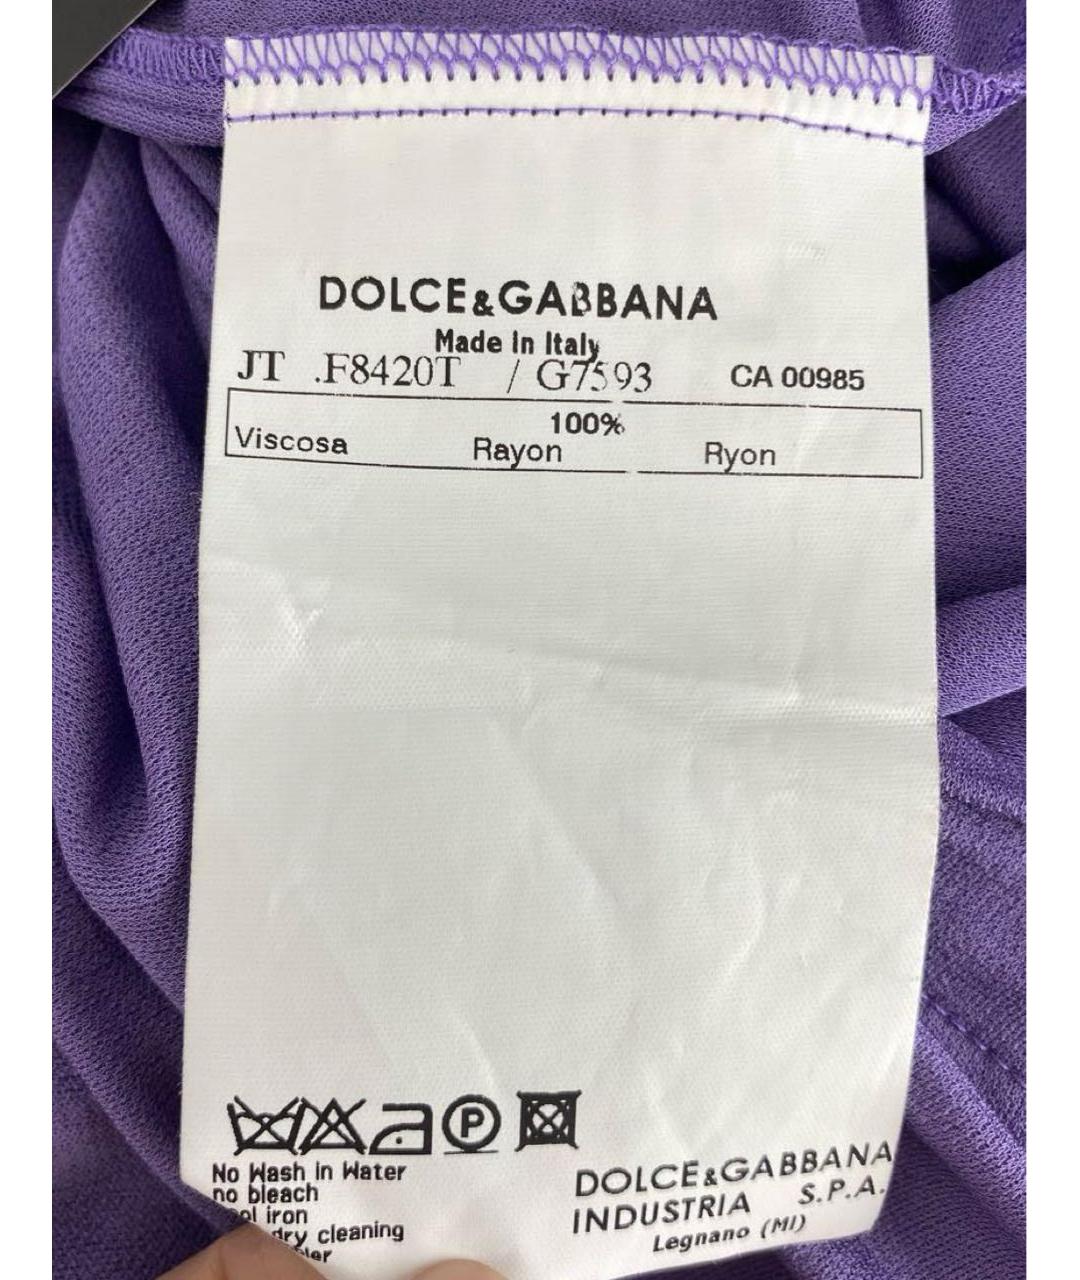 DOLCE&GABBANA
Made in Italy
JT .F8420T / G7593 CA 00985
100%
Viscosa Rayon Ryon
P
No Wash in Water
no bleach
iron
dry cleaning
DOLCE&GABBANA
INDUSTRIA S.P.A.
Legnano (MI)